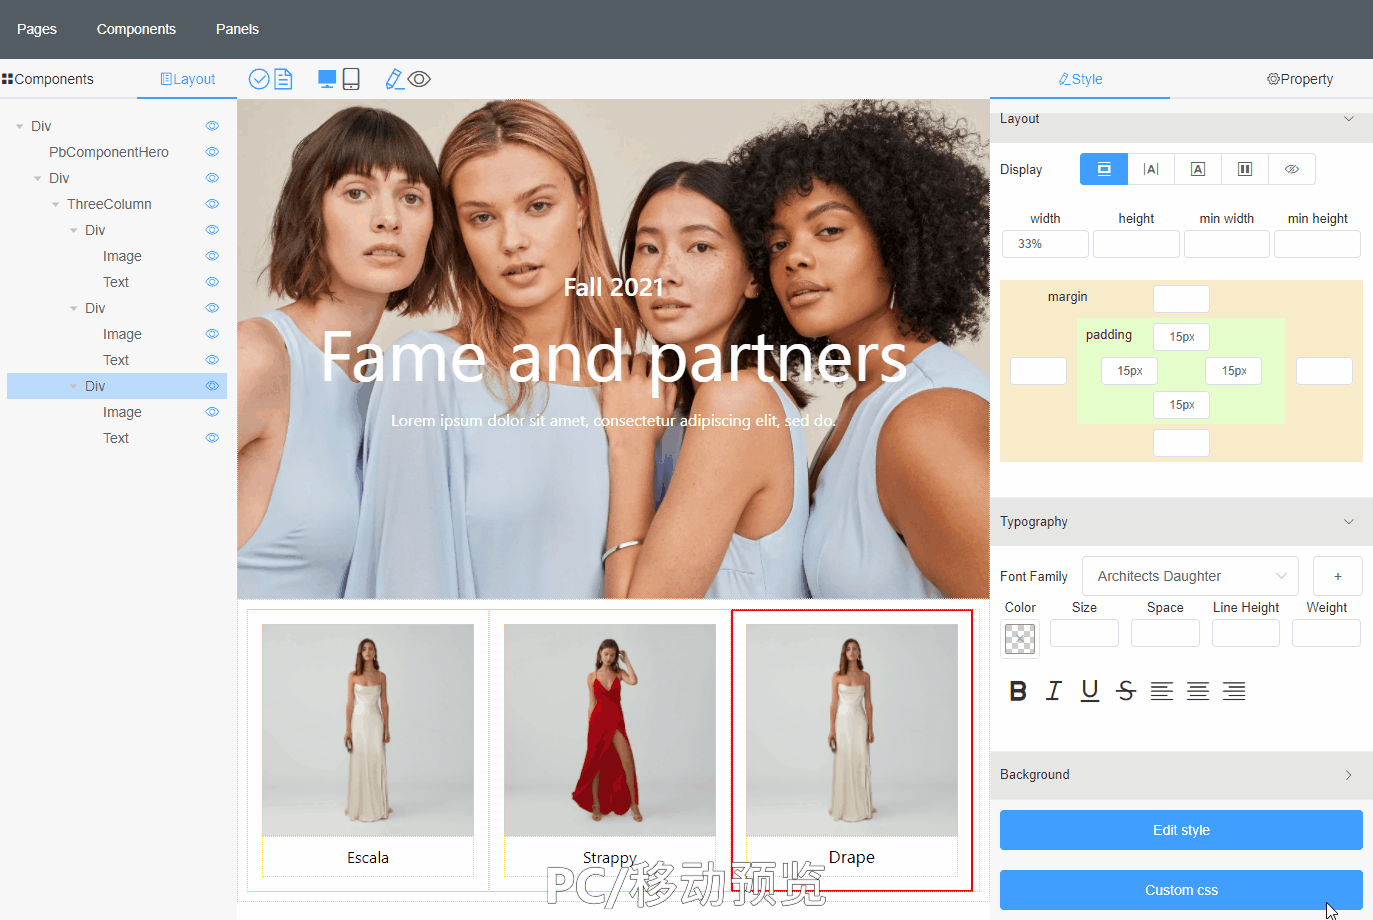 Pages Components Panels
Components Layout Style Property
Div
PbComponentHero
Div
ThreeColumn
Div
Image
Text
Div
Image
Text
Div
Image
Text
Fall 2021
Fame and partners
Lorem ipsum dolor sit amet, consectetur adipiscing elit, sed do.
Escala Strappy Drape
PC/移动预览
Layout
Display
A A
width height min width min height
33%
margin
padding 15px
15px 15px
15px
Typography
Font Family Architects Daughter +
Color Size Space Line Height Weight
B I U S
Background
Edit style
Custom css